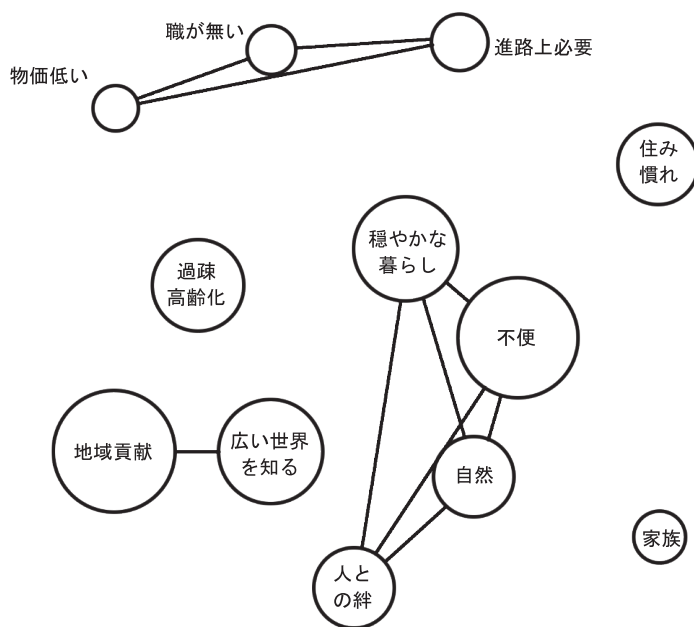 職が無い
進路上必要
物価低い
住み
慣れ
穏やかな
暮らし
過疎
高齢化
不便
地域貢献
広い世界
を知る
自然
家族
人と
の絆